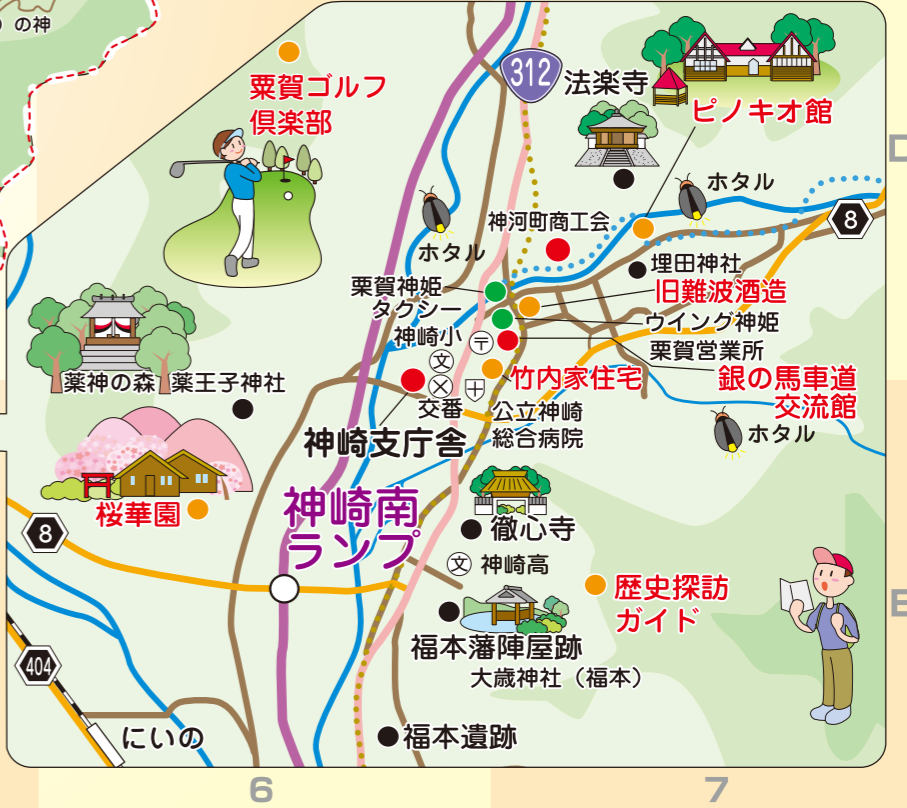 の神
粟賀ゴルフ
倶楽部
312
法楽寺
ピノキオ館
ホタル
8
神河町商工会
ホタル
埋田神社
粟賀神姫
タクシー
旧難波酒造
ウイング神姫
粟賀営業所
神崎小
〒
文
竹内家住宅
銀の馬車道
交流館
交番
公立神崎
総合病院
ホタル
神崎支庁舎
薬神の森
薬王子神社
桜華園
神崎南
ランプ
徹心寺
8
文
神崎高
歴史探訪
ガイド
福本藩陣屋跡
大歳神社（福本）
404
にいの
福本遺跡
6
7